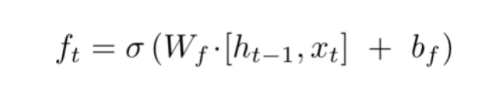 f_t = σ (W_f · [h_{t−1}, x_t] + b_f)